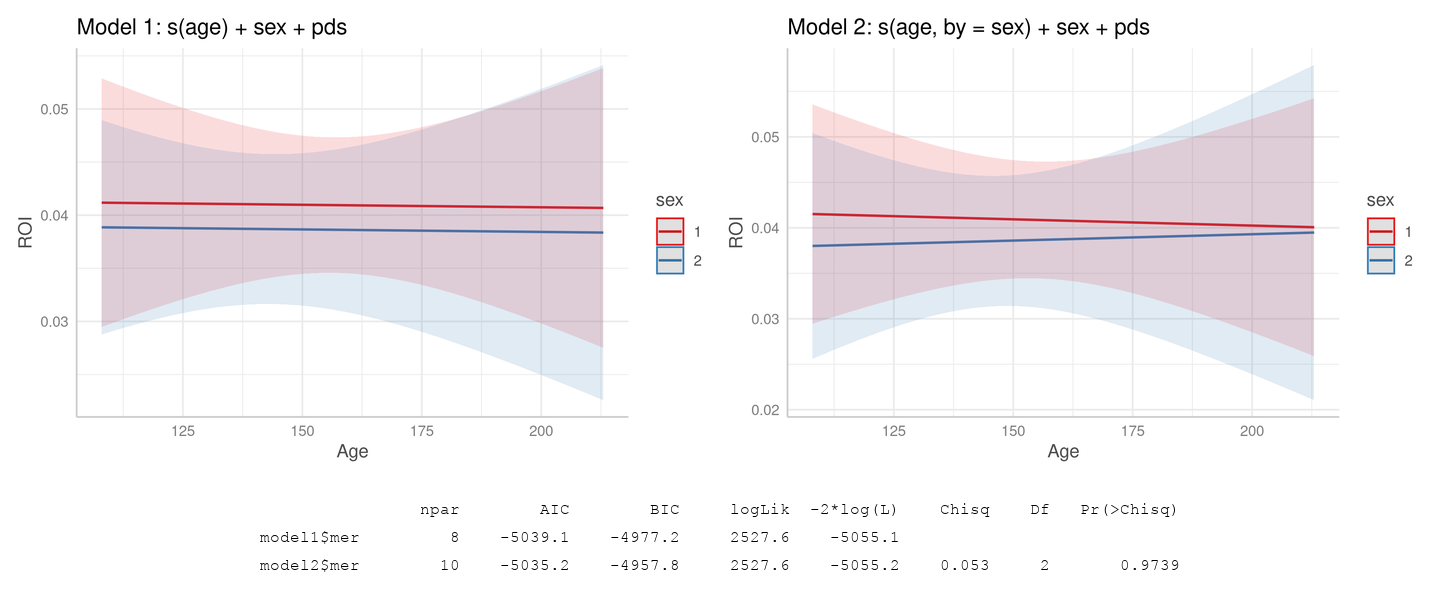 Model 1: s(age) + sex + pds
0.05
0.04
0.03
ROI
125 150 175 200
Age
sex
1
2
Model 2: s(age, by = sex) + sex + pds
0.05
0.04
0.03
0.02
ROI
125 150 175 200
Age
sex
1
2
npar AIC BIC logLik -2*log(L) Chisq Df Pr(>Chisq)
model1$mer 8 -5039.1 -4977.2 2527.6 -5055.1
model2$mer 10 -5035.2 -4957.8 2527.6 -5055.2 0.053 2 0.9739